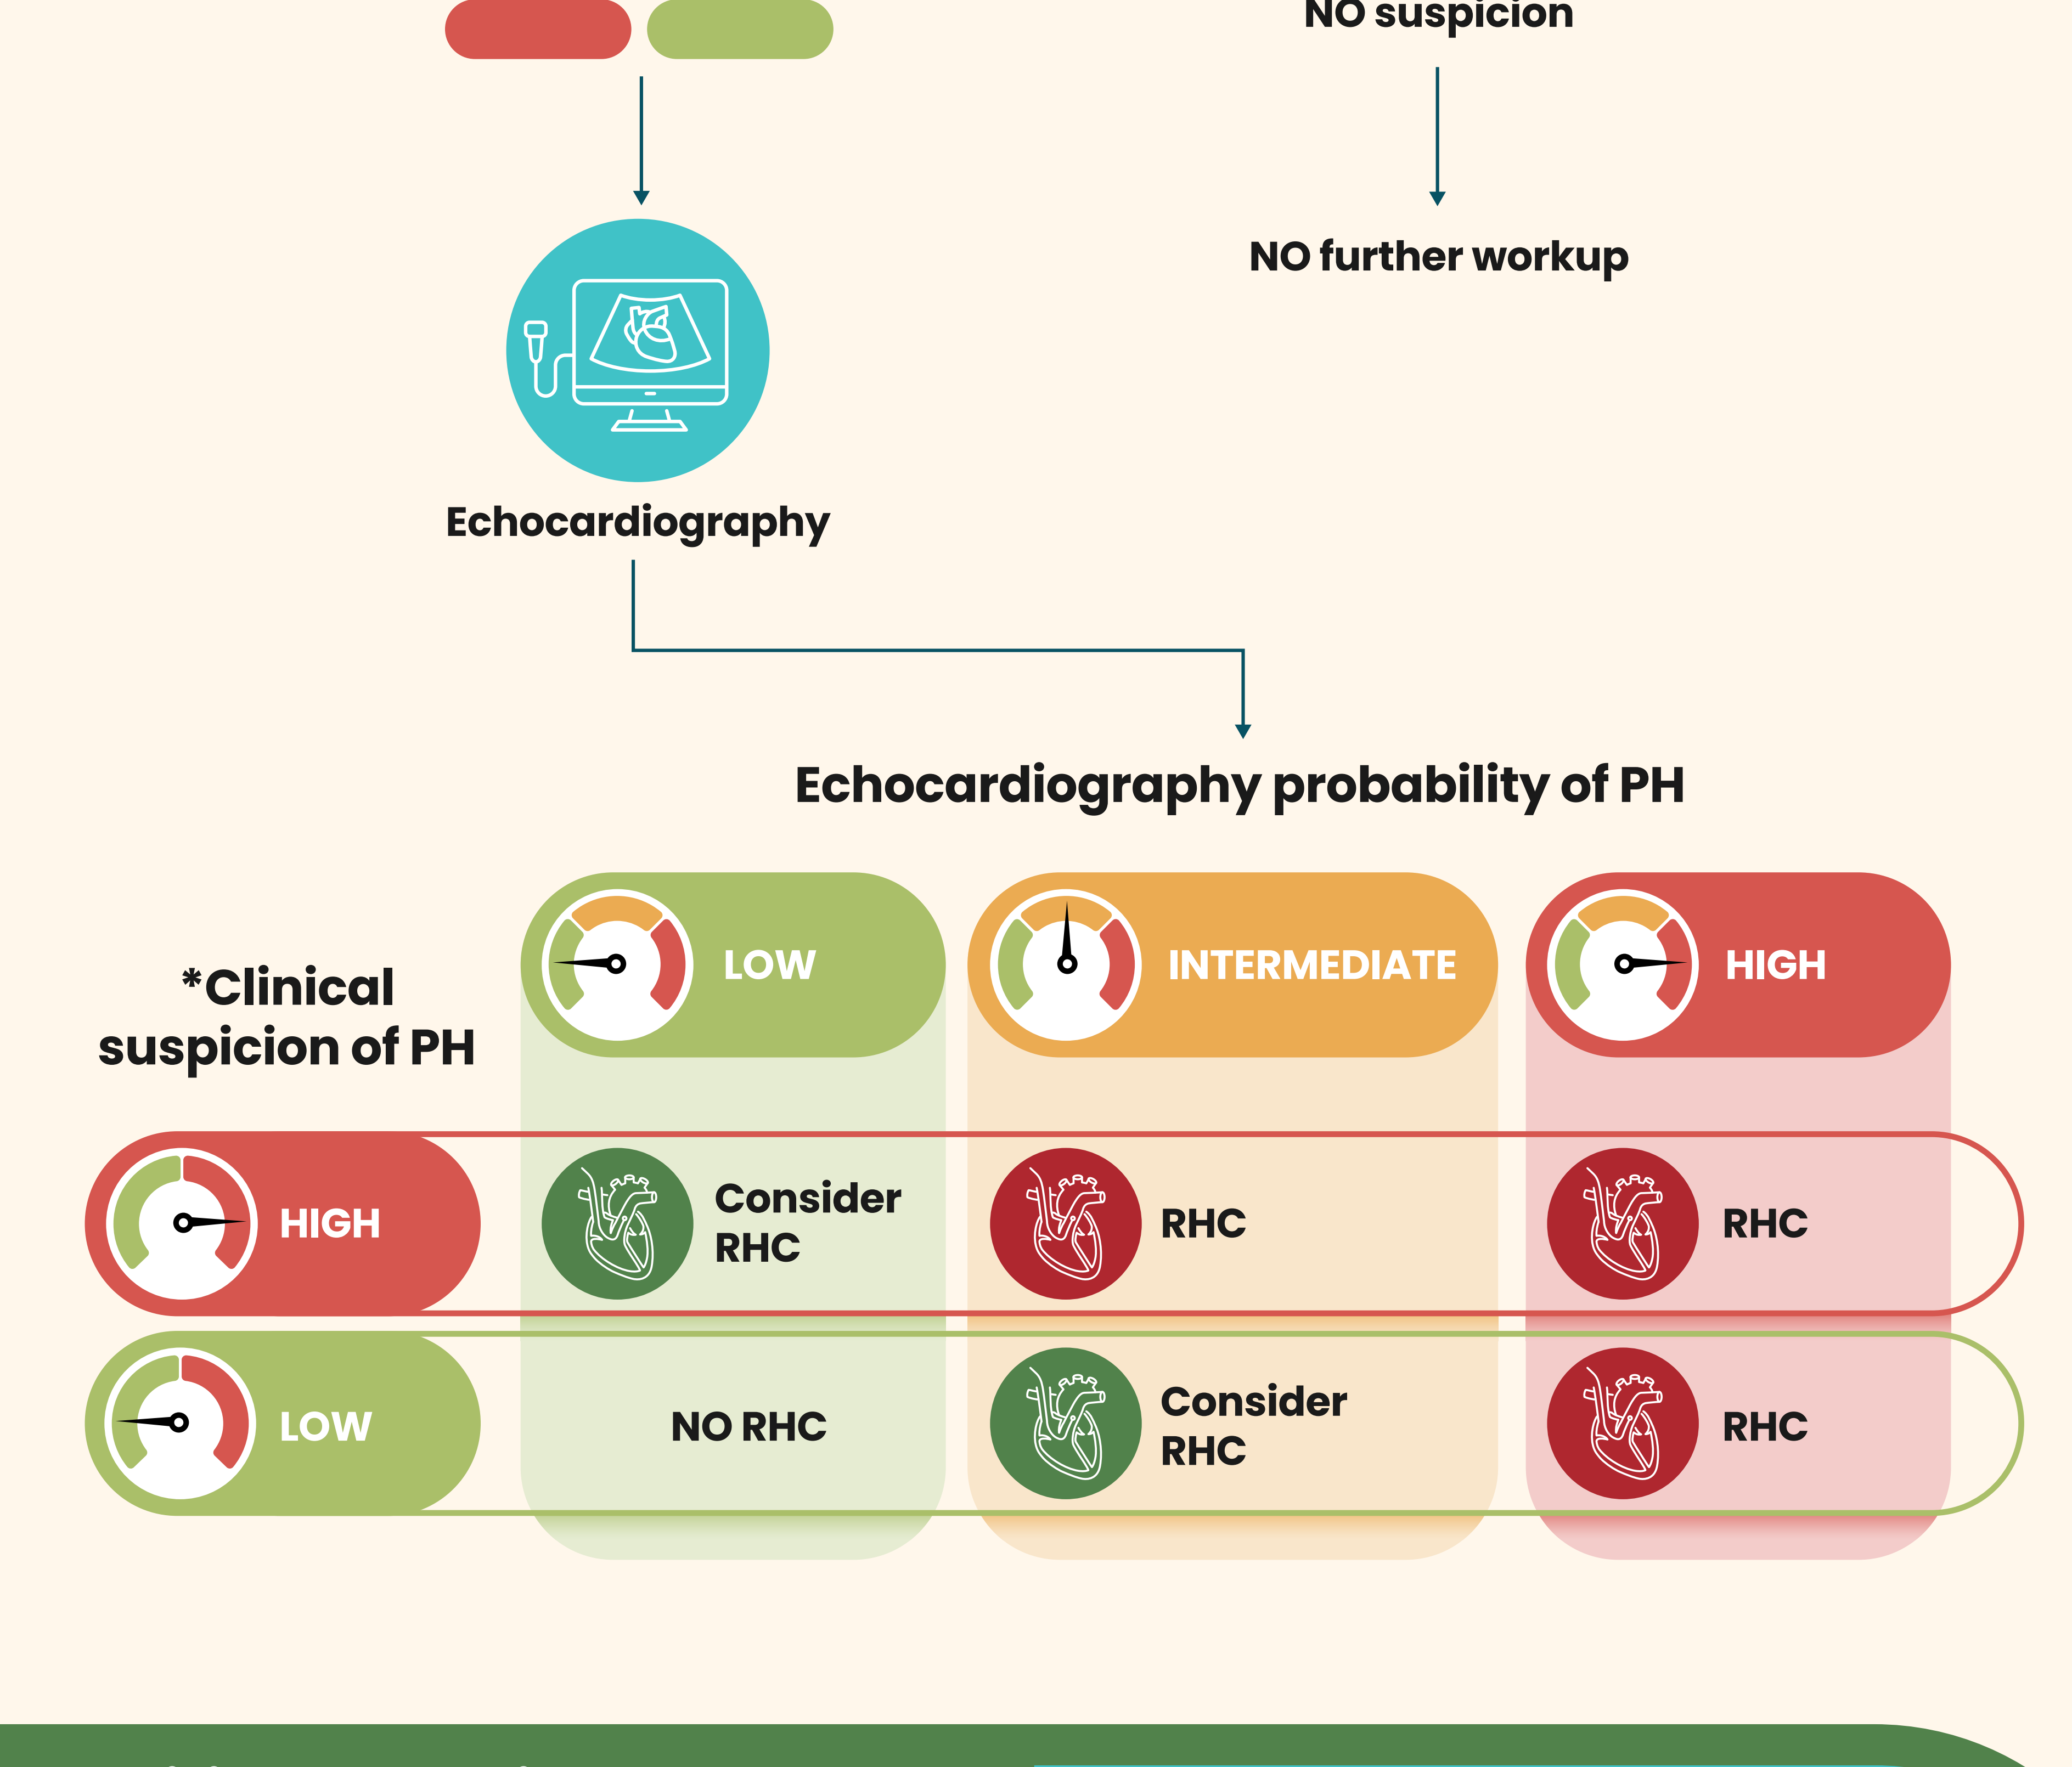 NO suspicion
NO further workup
Echocardiography
Echocardiography probability of PH
*Clinical
suspicion of PH
LOW
INTERMEDIATE
HIGH
HIGH
Consider
RHC
RHC
RHC
LOW
NO RHC
Consider
RHC
RHC